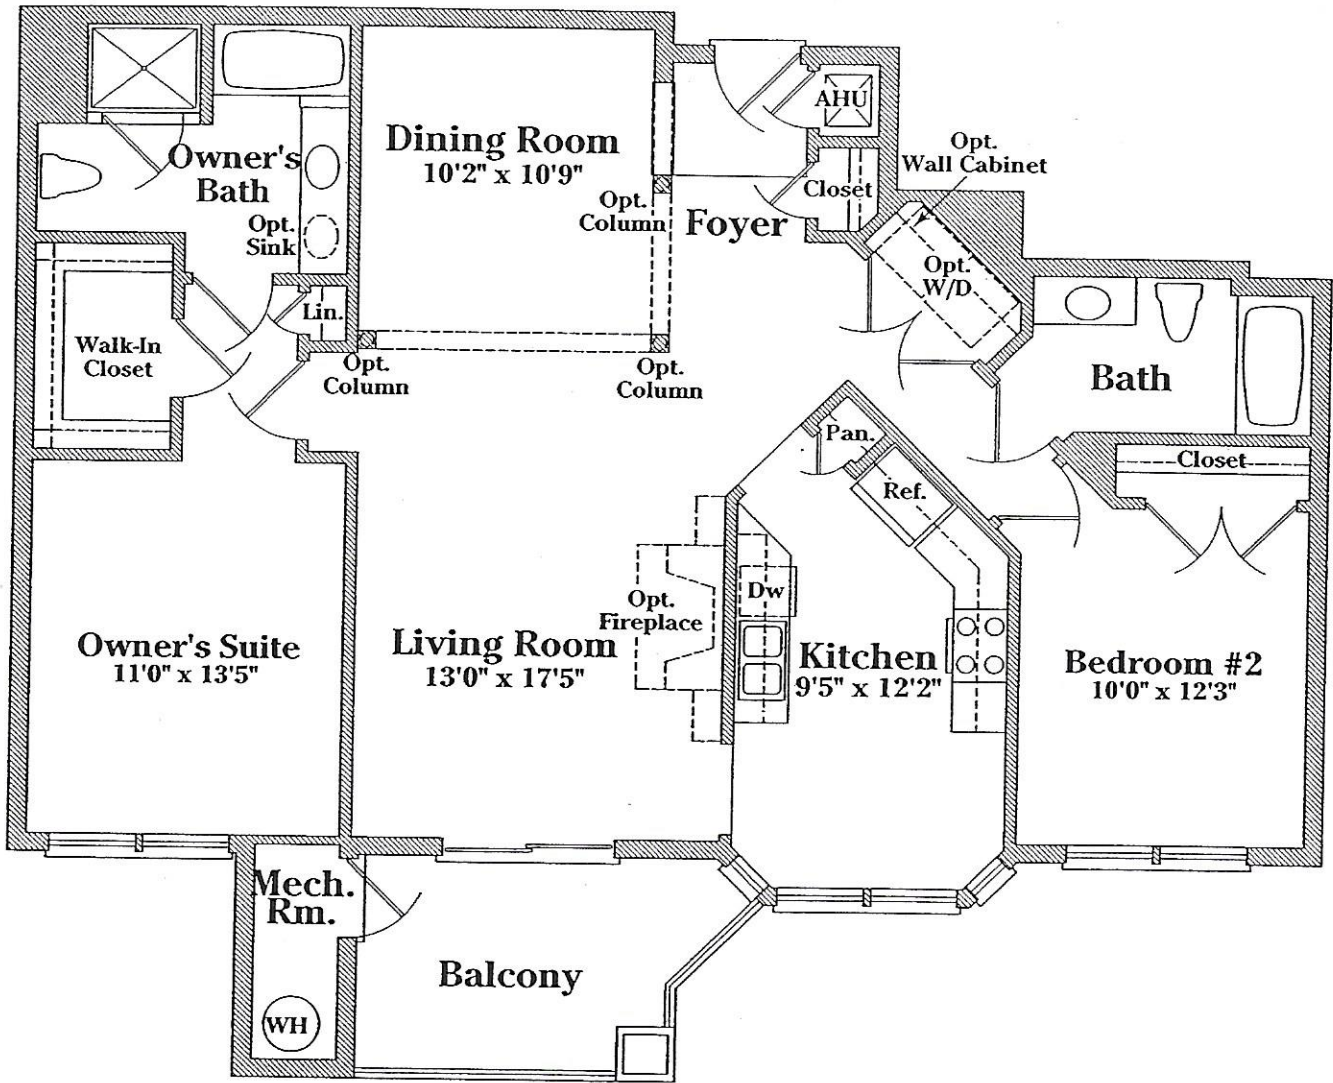 Dining Room
10'2" x 10'9"
Owner's
Bath
Opt.
Sink
Opt.
Column
Foyer
AHU
Closet
Opt.
Wall Cabinet
Opt.
W/D
Lin.
Walk-In
Closet
Opt.
Column
Opt.
Column
Bath
Pan.
Ref.
Closet
Owner's Suite
11'0" x 13'5"
Living Room
13'0" x 17'5"
Opt.
Fireplace
Dw
Kitchen
9'5" x 12'2"
Bedroom #2
10'0" x 12'3"
Mech.
Rm.
WH
Balcony